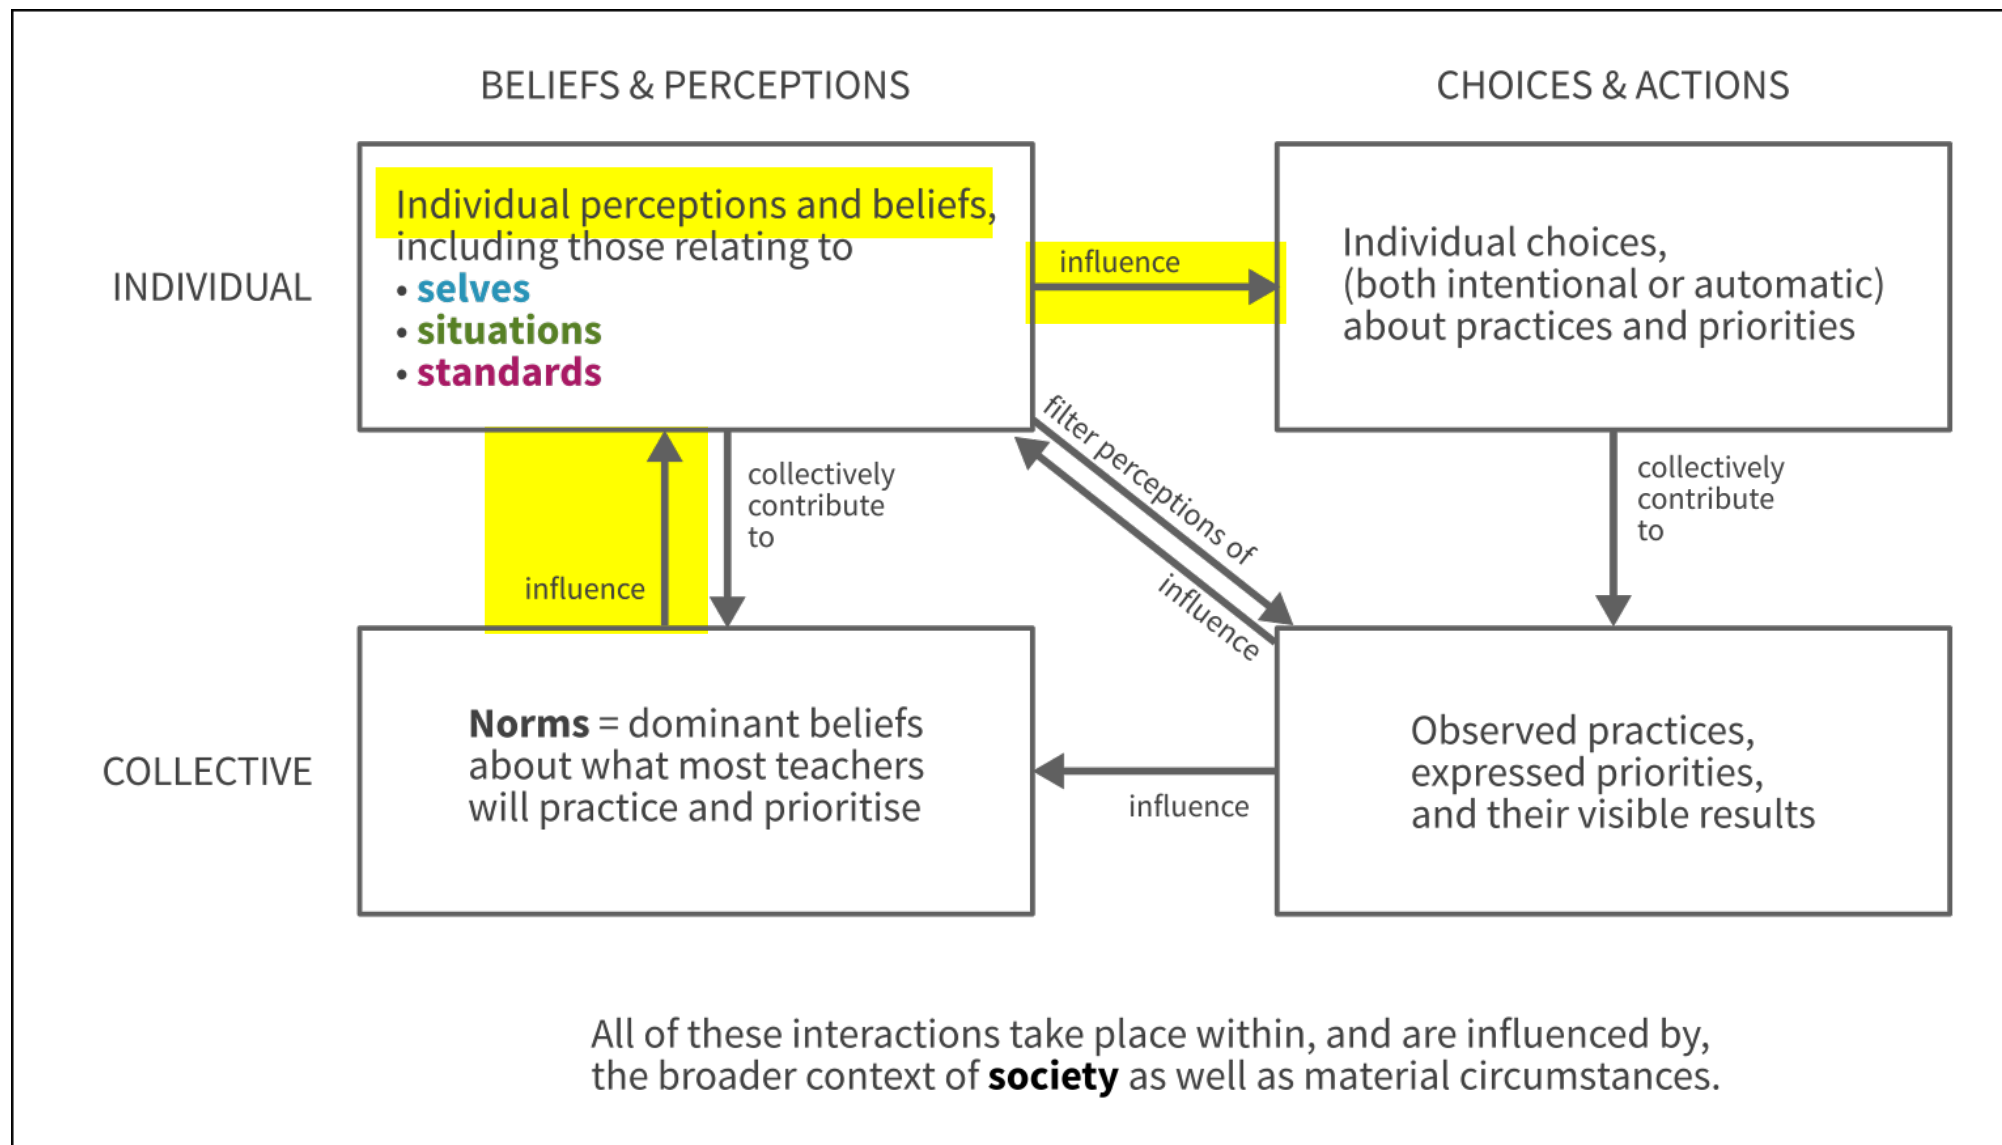 BELIEFS & PERCEPTIONS
CHOICES & ACTIONS
INDIVIDUAL
Individual perceptions and beliefs,
including those relating to
• selves
• situations
• standards
influence
Individual choices,
(both intentional or automatic)
about practices and priorities
influence
collectively
contribute
to
filter perceptions of
influence
collectively
contribute
to
COLLECTIVE
Norms = dominant beliefs
about what most teachers
will practice and prioritise
influence
Observed practices,
expressed priorities,
and their visible results
All of these interactions take place within, and are influenced by,
the broader context of society as well as material circumstances.